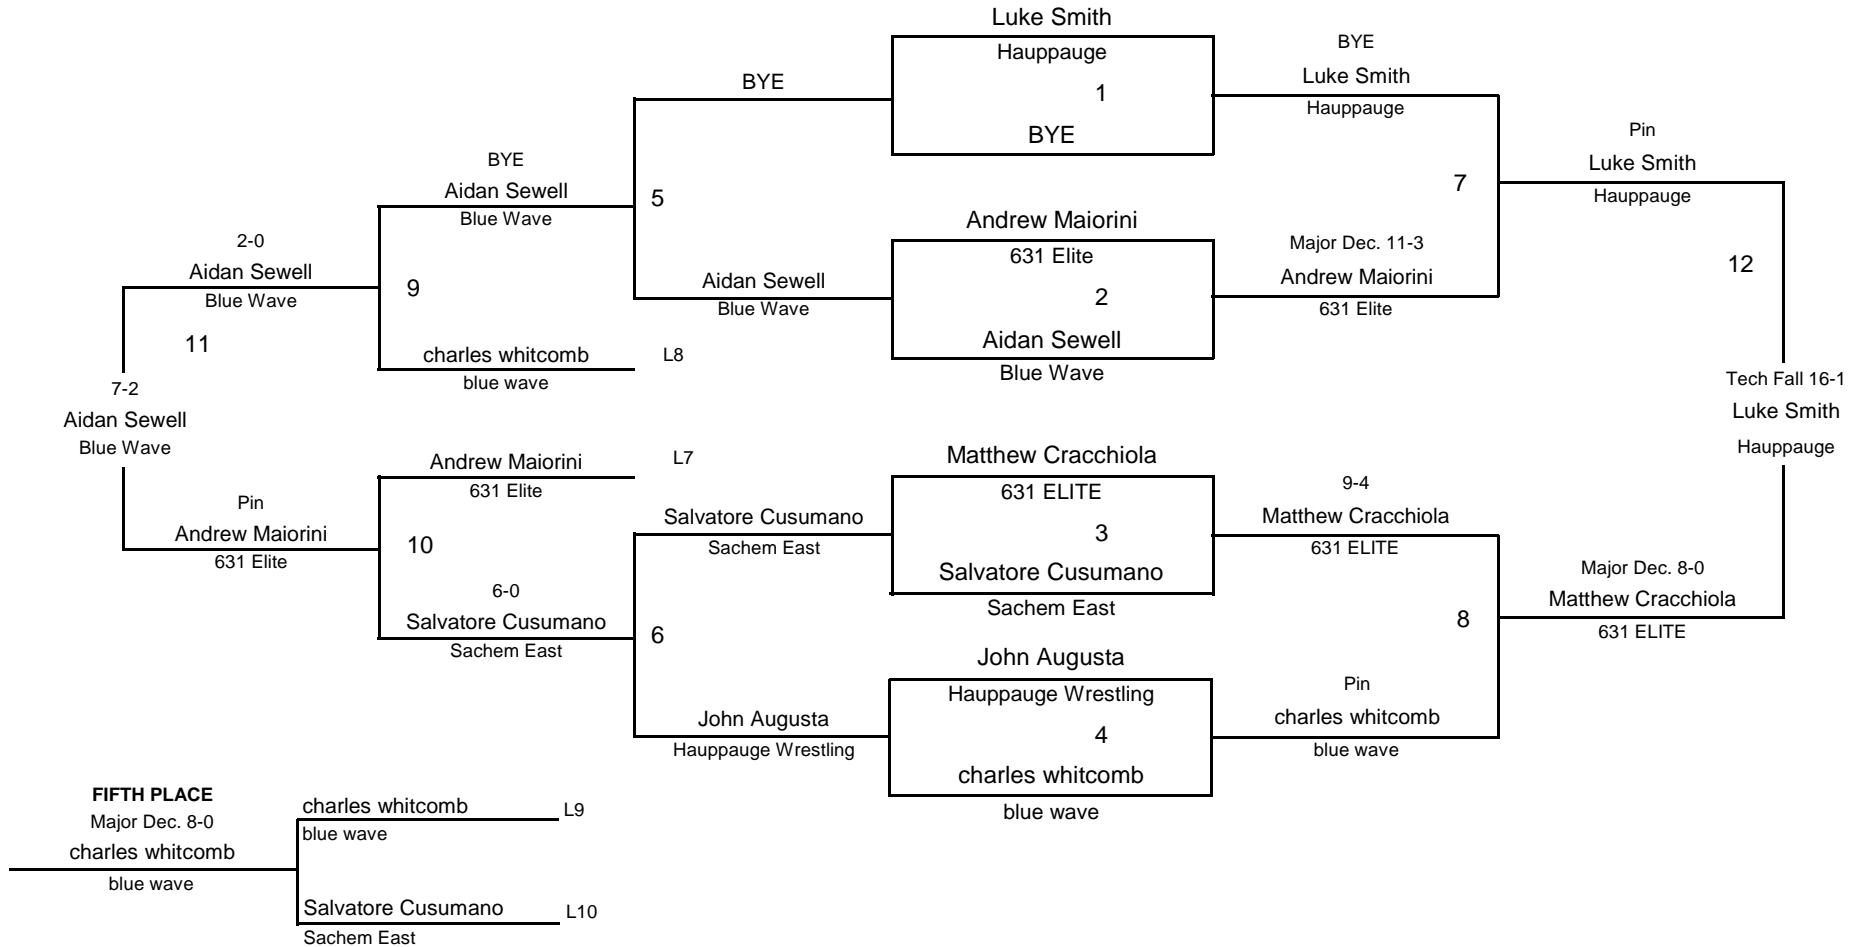 Luke Smith
Hauppauge
1
BYE
BYE
Luke Smith
Hauppauge
BYE
Pin
Luke Smith
Hauppauge
BYE
Aidan Sewell
Blue Wave
5
7
Andrew Maiorini
631 Elite
2
Aidan Sewell
Blue Wave
Major Dec. 11-3
Andrew Maiorini
631 Elite
12
2-0
Aidan Sewell
Blue Wave
9
Aidan Sewell
Blue Wave
11
charles whitcomb
blue wave
L8
7-2
Aidan Sewell
Blue Wave
Tech Fall 16-1
Luke Smith
Hauppauge
Andrew Maiorini
631 Elite
L7
Matthew Cracchiola
631 ELITE
3
Salvatore Cusumano
Sachem East
9-4
Matthew Cracchiola
631 ELITE
Salvatore Cusumano
Sachem East
Pin
Andrew Maiorini
631 Elite
10
6-0
Salvatore Cusumano
Sachem East
6
8
Major Dec. 8-0
Matthew Cracchiola
631 ELITE
John Augusta
Hauppauge Wrestling
4
charles whitcomb
blue wave
Pin
charles whitcomb
blue wave
John Augusta
Hauppauge Wrestling
FIFTH PLACE
Major Dec. 8-0
charles whitcomb
blue wave
charles whitcomb
blue wave
L9
Salvatore Cusumano
Sachem East
L10